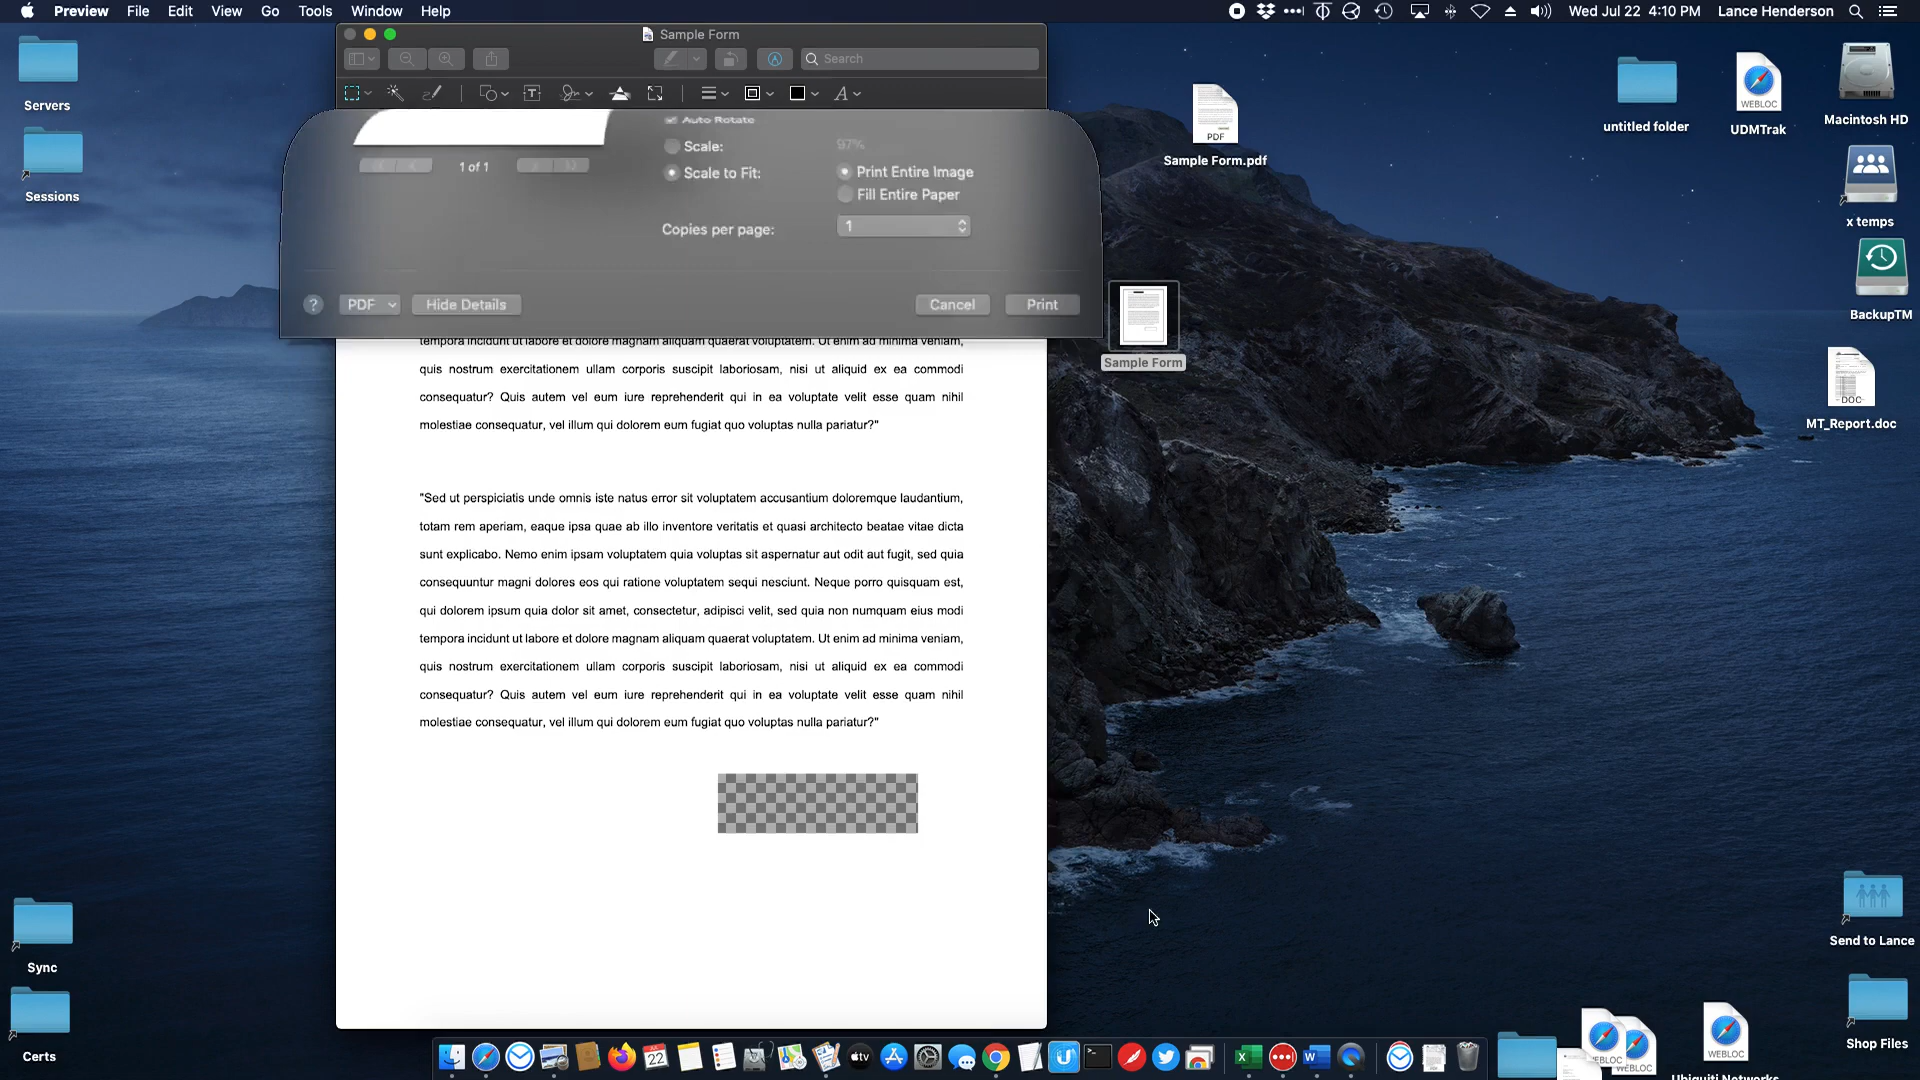 Preview File Edit View Go Tools Window Help
Wed Jul 22 4:10 PM Lance Henderson
Sample Form
Search
Auto Rotate
1 of 1
Scale: 97%
Scale to Fit:
Print Entire Image
Fill Entire Paper
Copies per page: 1
? PDF Hide Details Cancel Print
tempora incidunt ut labore et dolore magnam aliquam quaerat voluptatem. Ut enim ad minima veniam,
quis nostrum exercitationem ullam corporis suscipit laboriosam, nisi ut aliquid ex ea commodi
consequatur? Quis autem vel eum iure reprehenderit qui in ea voluptate velit esse quam nihil
molestiae consequatur, vel illum qui dolorem eum fugiat quo voluptas nulla pariatur?"
"Sed ut perspiciatis unde omnis iste natus error sit voluptatem accusantium doloremque laudantium,
totam rem aperiam, eaque ipsa quae ab illo inventore veritatis et quasi architecto beatae vitae dicta
sunt explicabo. Nemo enim ipsam voluptatem quia voluptas sit aspernatur aut odit aut fugit, sed quia
consequuntur magni dolores eos qui ratione voluptatem sequi nesciunt. Neque porro quisquam est,
qui dolorem ipsum quia dolor sit amet, consectetur, adipisci velit, sed quia non numquam eius modi
tempora incidunt ut labore et dolore magnam aliquam quaerat voluptatem. Ut enim ad minima veniam,
quis nostrum exercitationem ullam corporis suscipit laboriosam, nisi ut aliquid ex ea commodi
consequatur? Quis autem vel eum iure reprehenderit qui in ea voluptate velit esse quam nihil
molestiae consequatur, vel illum qui dolorem eum fugiat quo voluptas nulla pariatur?"
Servers
Sessions
Sync
Certs
PDF
Sample Form.pdf
Sample Form
untitled folder
WEBLOC
UDMTrak
Macintosh HD
x temps
BackupTM
DOC
MT_Report.doc
Send to Lance
Shop Files
WEBLOC
WEBLOC
WEBLOC
Ubiquiti Networks
22
tv